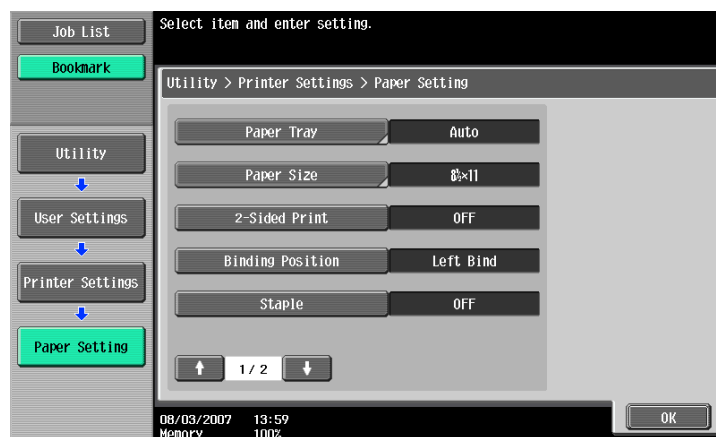 Job List
Select item and enter setting.
Bookmark
Utility > Printer Settings > Paper Setting
Paper Tray Auto
Utility
Paper Size 8½×11
User Settings
2-Sided Print OFF
Binding Position Left Bind
Printer Settings
Staple OFF
Paper Setting
1/ 2
08/03/2007 13:59
Memory 100%
OK